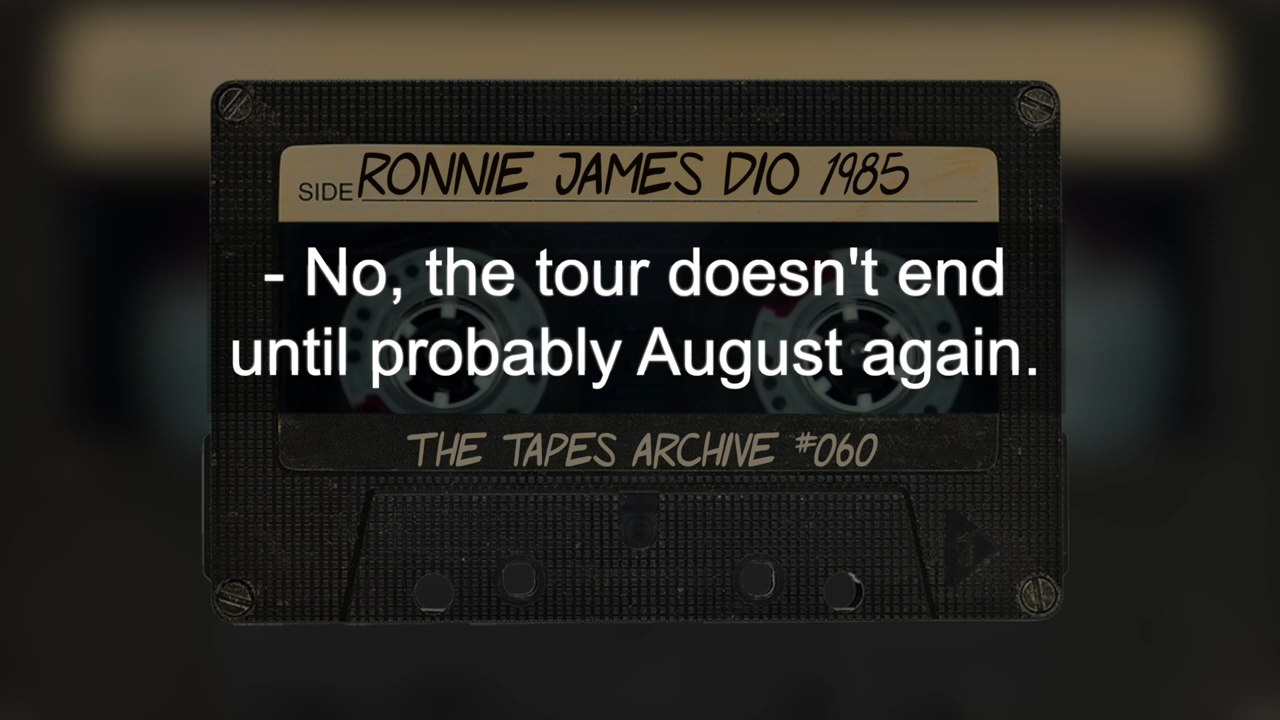 SIDE RONNIE JAMES DIO 1985
- No, the tour doesn't end
until probably August again.
THE TAPES ARCHIVE #060